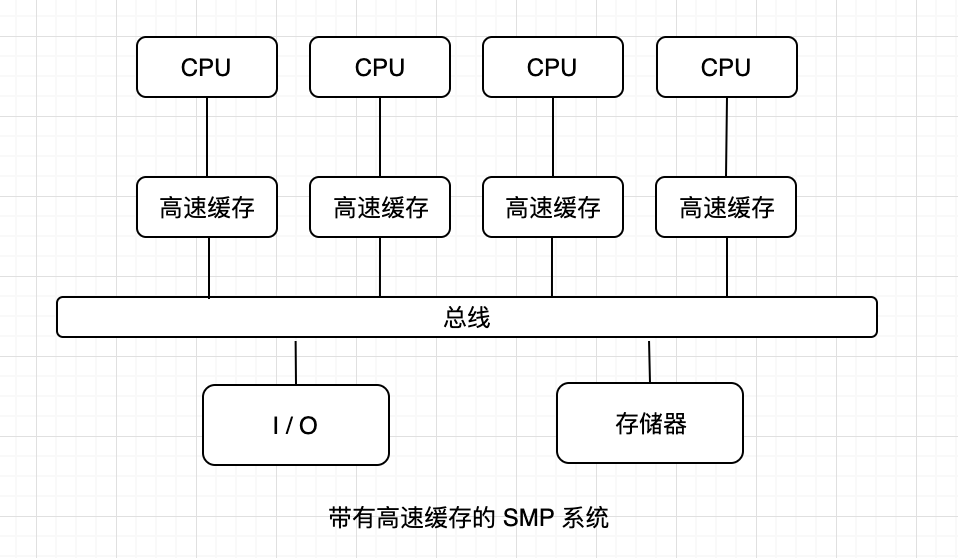 CPU CPU CPU CPU
高速缓存 高速缓存 高速缓存 高速缓存
总线
I / O 存储器
带有高速缓存的 SMP 系统